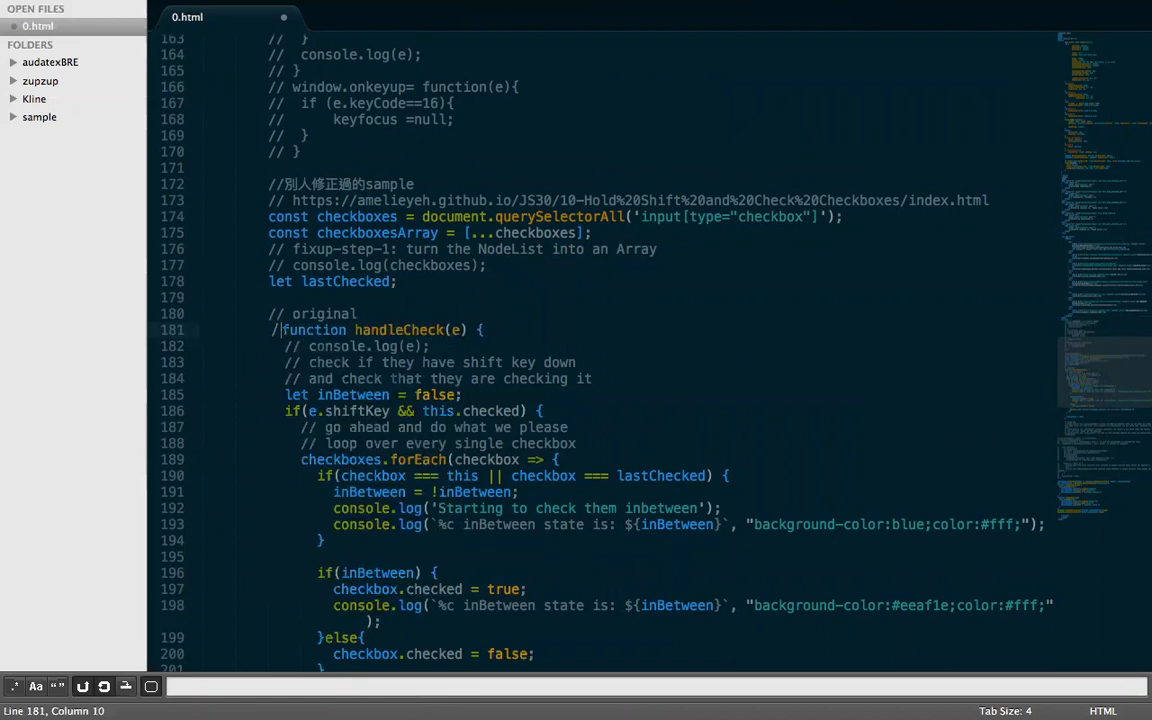 OPEN FILES
0.html
FOLDERS
audatexBRE
zupzup
Kline
sample
0.html
163 // }
164 // console.log(e);
165 // }
166 // window.onkeyup= function(e){
167 // if (e.keyCode==16){
168 // keyfocus =null;
169 // }
170 // }
171
172 //別人修正過的sample
173 // https://amelieyeh.github.io/JS30/10-Hold%20Shift%20and%20Check%20Checkboxes/index.html
174 const checkboxes = document.querySelectorAll('input[type="checkbox"]');
175 const checkboxesArray = [...checkboxes];
176 // fixup-step-1: turn the NodeList into an Array
177 // console.log(checkboxes);
178 let lastChecked;
179
180 // original
181 /function handleCheck(e) {
182 // console.log(e);
183 // check if they have shift key down
184 // and check that they are checking it
185 let inBetween = false;
186 if(e.shiftKey && this.checked) {
187 // go ahead and do what we please
188 // loop over every single checkbox
189 checkboxes.forEach(checkbox => {
190 if(checkbox === this || checkbox === lastChecked) {
191 inBetween = !inBetween;
192 console.log('Starting to check them inbetween');
193 console.log(`%c inBetween state is: ${inBetween}`, "background-color:blue;color:#fff;");
194 }
195
196 if(inBetween) {
197 checkbox.checked = true;
198 console.log(`%c inBetween state is: ${inBetween}`, "background-color:#eeaf1e;color:#fff;"
);
199 }else{
200 checkbox.checked = false;
201 }
.* Aa “ ”
Line 181, Column 10
Tab Size: 4
HTML